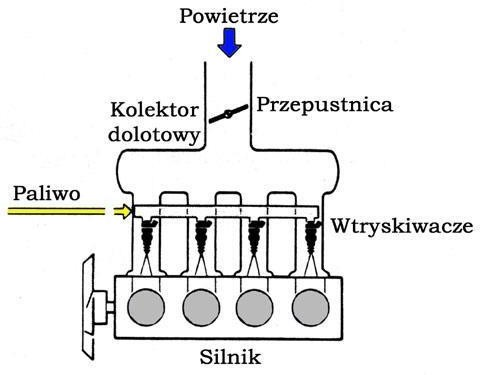 Powietrze
Kolektor
dolotowy
Przepustnica
Paliwo
Wtryskiwacze
Silnik